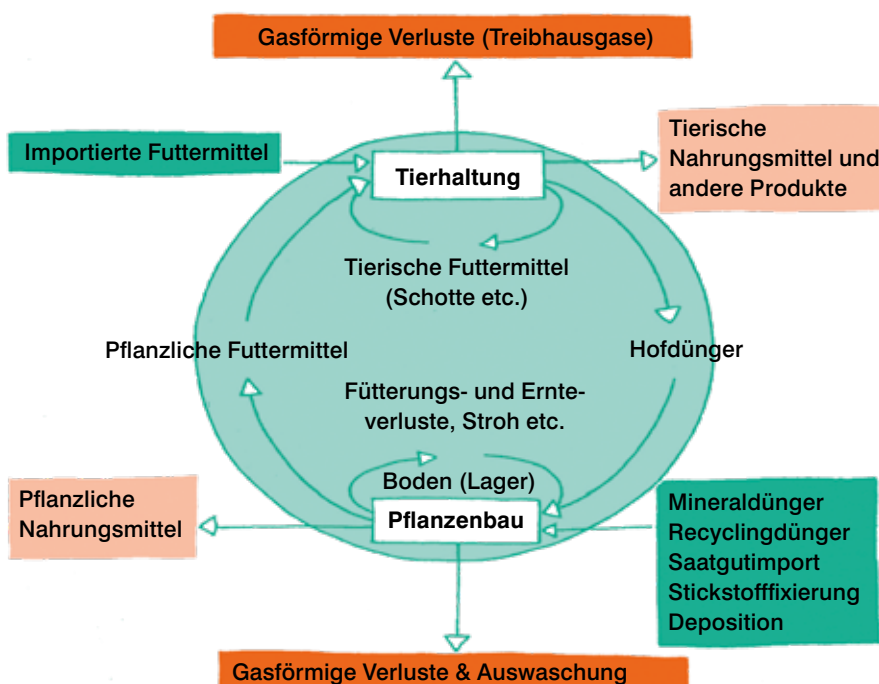 Gasförmige Verluste (Treibhausgase)
Importierte Futtermittel
Tierhaltung
Tierische
Nahrungsmittel und
andere Produkte
Tierische Futtermittel
(Schotte etc.)
Pflanzliche Futtermittel
Hofdünger
Fütterungs- und Ernte-
verluste, Stroh etc.
Boden (Lager)
Pflanzenbau
Pflanzliche
Nahrungsmittel
Mineraldünger
Recyclingdünger
Saatgutimport
Stickstofffixierung
Deposition
Gasförmige Verluste & Auswaschung